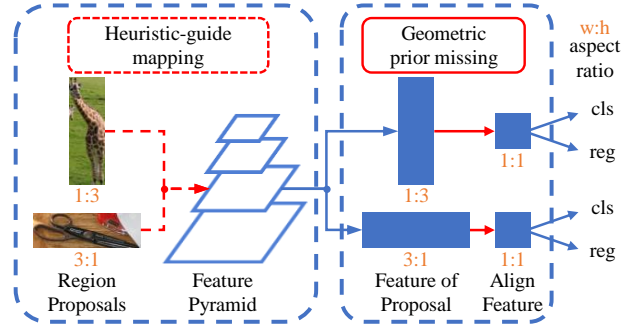 Heuristic-guide
mapping
1:3
3:1
Region
Proposals
Feature
Pyramid
Geometric
prior missing
w:h
aspect
ratio
1:3
1:1
cls
reg
3:1
1:1
cls
reg
Feature of
Proposal
Align
Feature